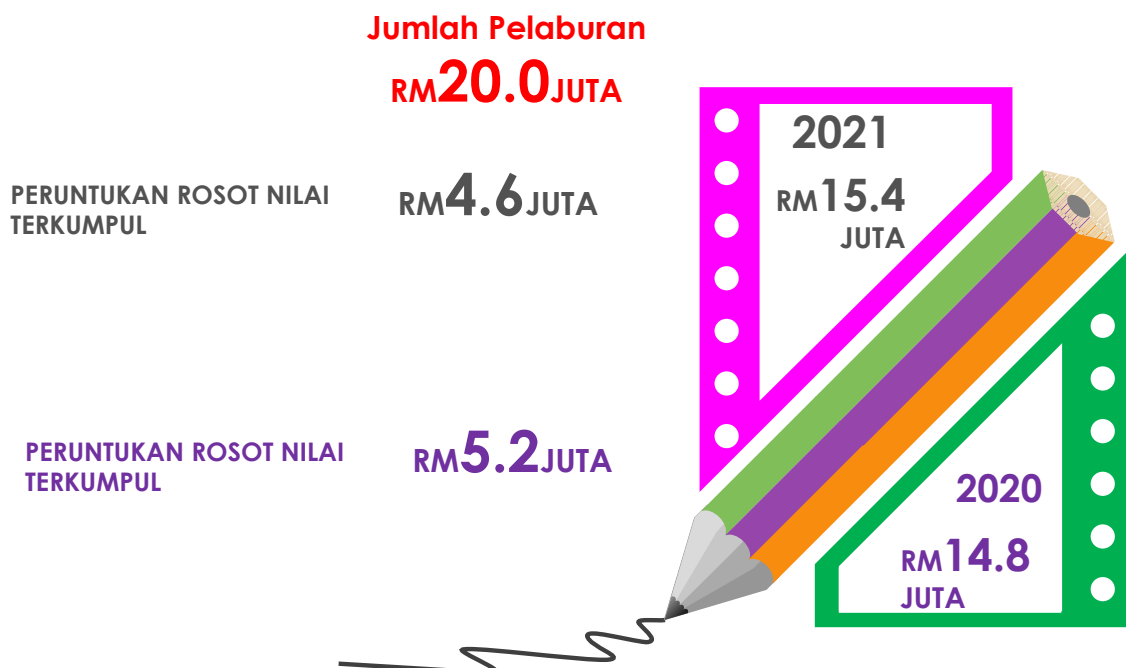 Jumlah Pelaburan
RM20.0JUTA
2021
PERUNTUKAN ROSOT NILAI
TERKUMPUL
RM4.6JUTA
RM15.4
JUTA
PERUNTUKAN ROSOT NILAI
TERKUMPUL
RM5.2JUTA
2020
RM14.8
JUTA